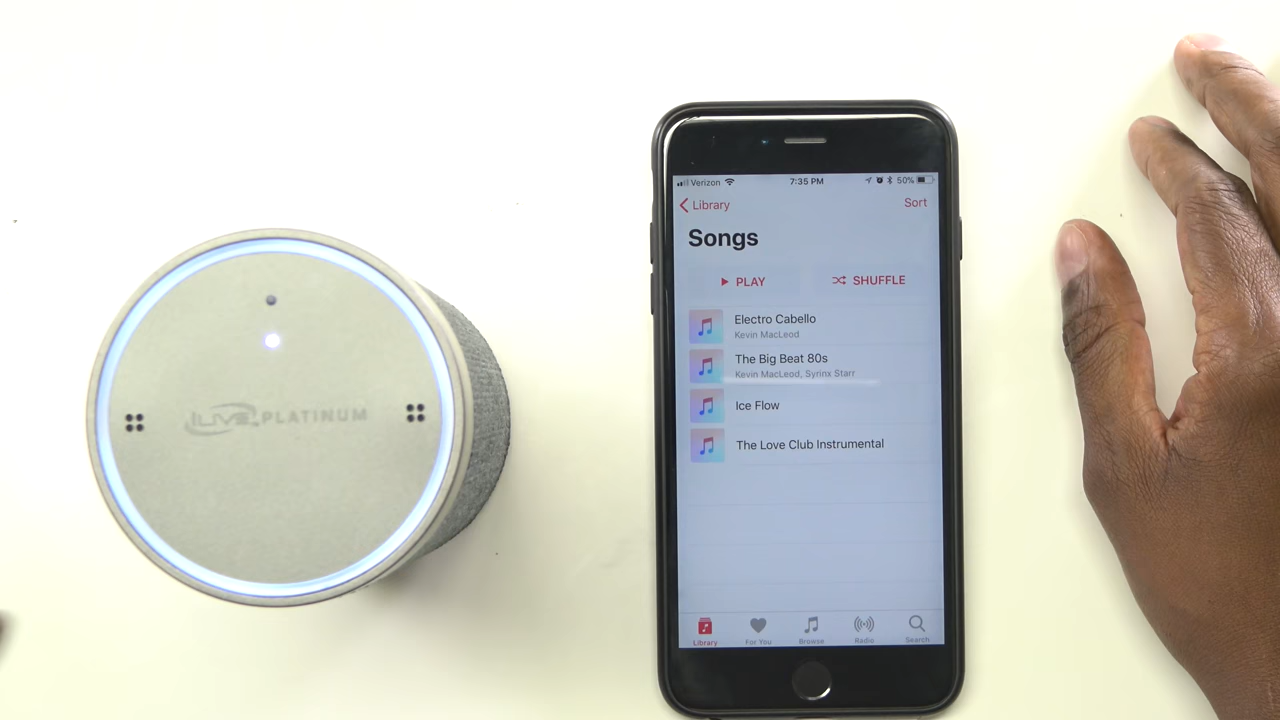 iLIVE PLATINUM
Verizon 7:35 PM 50%
Library Sort
Songs
PLAY SHUFFLE
Electro Cabello
Kevin MacLeod
The Big Beat 80s
Kevin MacLeod, Syrinx Starr
Ice Flow
The Love Club Instrumental
Library For You Browse Radio Search